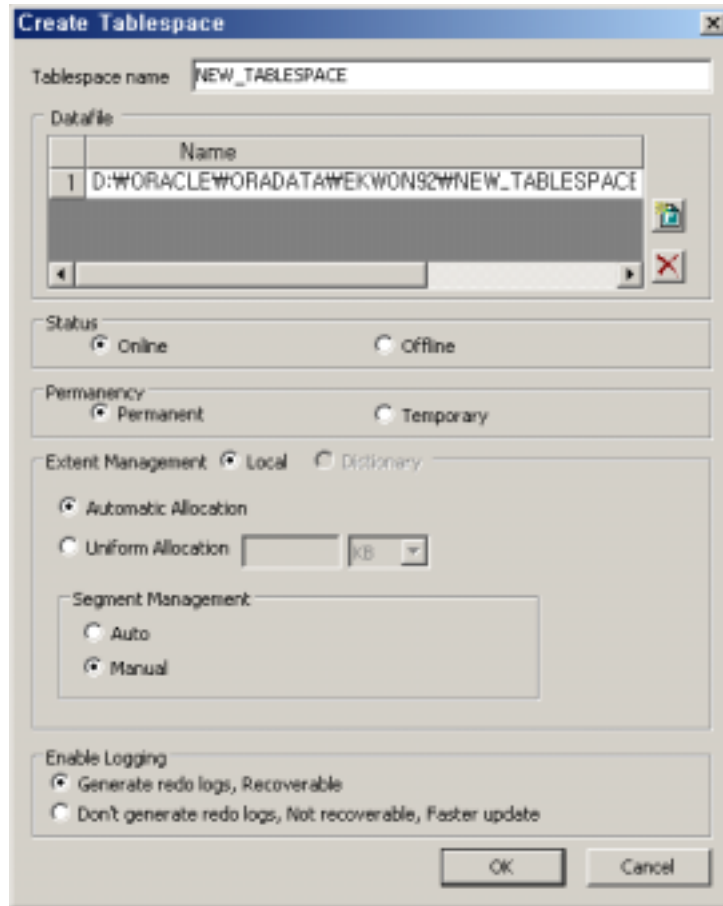 Create Tablespace
Tablespace name NEW_TABLESPACE
Datafile
Name
1 D:₩ORACLE₩ORADATA₩EKWON92₩NEW_TABLESPACE
Status
Online Offline
Permanency
Permanent Temporary
Extent Management Local Dictionary
Automatic Allocation
Uniform Allocation KB
Segment Management
Auto
Manual
Enable Logging
Generate redo logs, Recoverable
Don't generate redo logs, Not recoverable, Faster update
OK Cancel